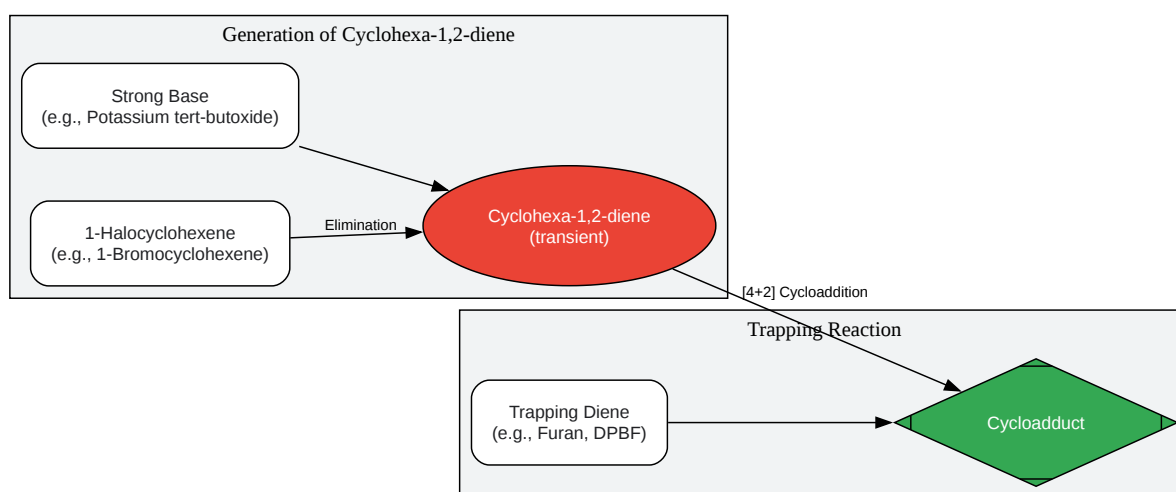 Generation of Cyclohexa-1,2-diene
Strong Base
(e.g., Potassium tert-butoxide)
1-Halocyclohexene
(e.g., 1-Bromocyclohexene)
Elimination
Cyclohexa-1,2-diene
(transient)
[4+2] Cycloaddition
Trapping Reaction
Trapping Diene
(e.g., Furan, DPBF)
Cycloadduct